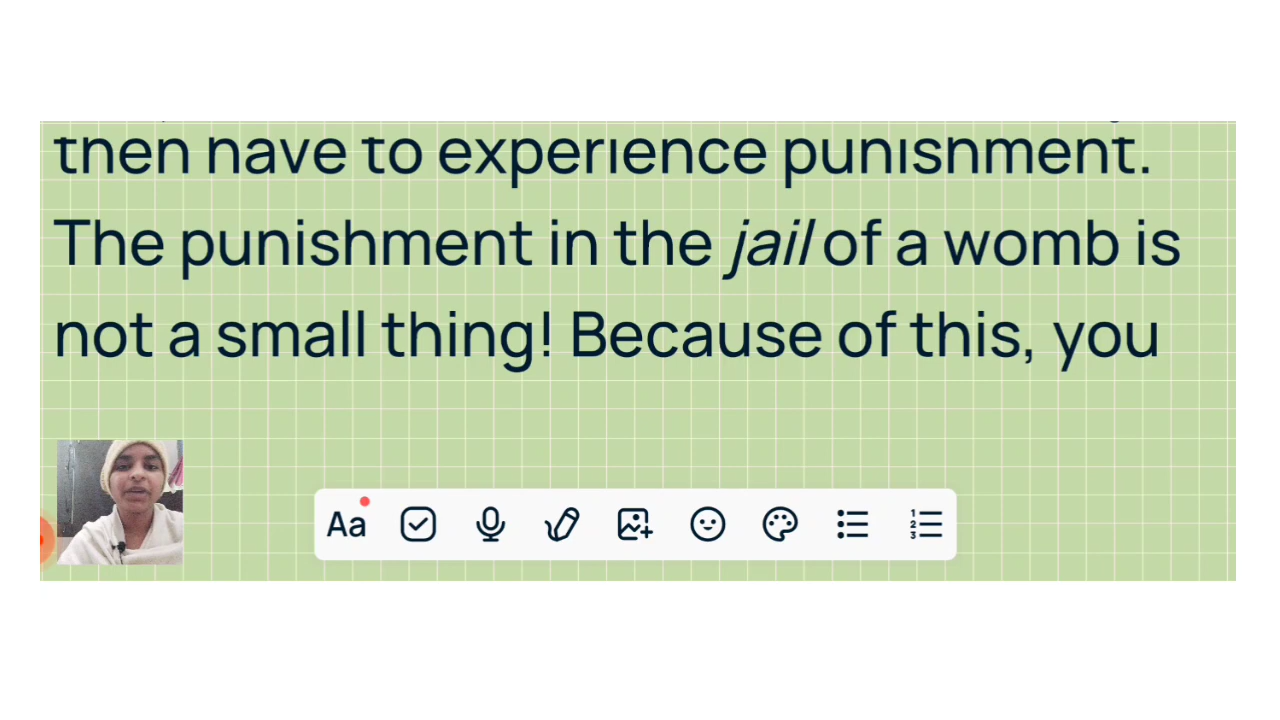 then have to experience punishment.
The punishment in the jail of a womb is
not a small thing! Because of this, you
Aa